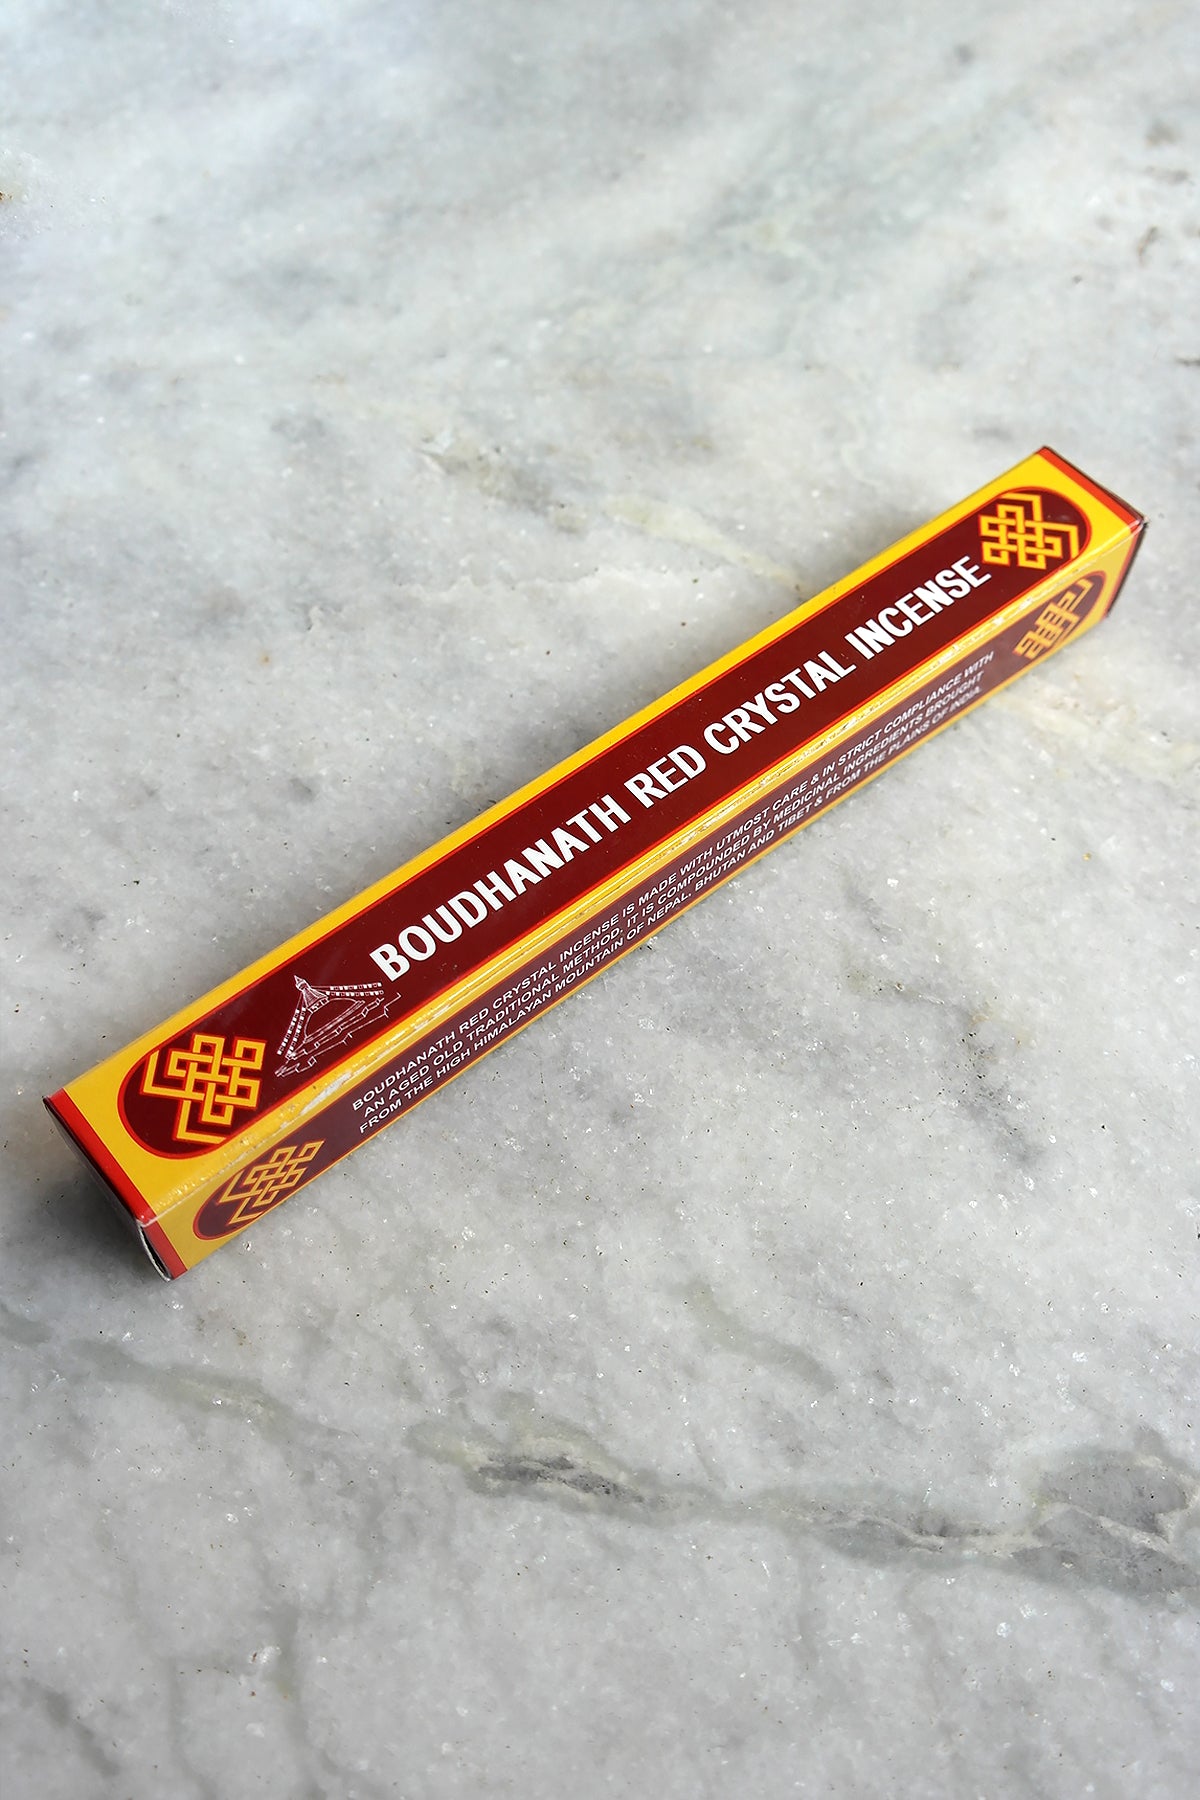 BOUDHANATH RED CRYSTAL INCENSE
BOUDHANATH RED CRYSTAL INCENSE IS MADE WITH UTMOST CARE & IN STRICT COMPLIANCE WITH
AN AGED OLD TRADITIONAL METHOD. IT IS COMPOUNDED BY MEDICINAL INGREDIENTS BROUGHT
FROM THE HIGH HIMALAYAN MOUNTAIN OF NEPAL, BHUTAN AND TIBET & FROM THE PLAINS OF INDIA.